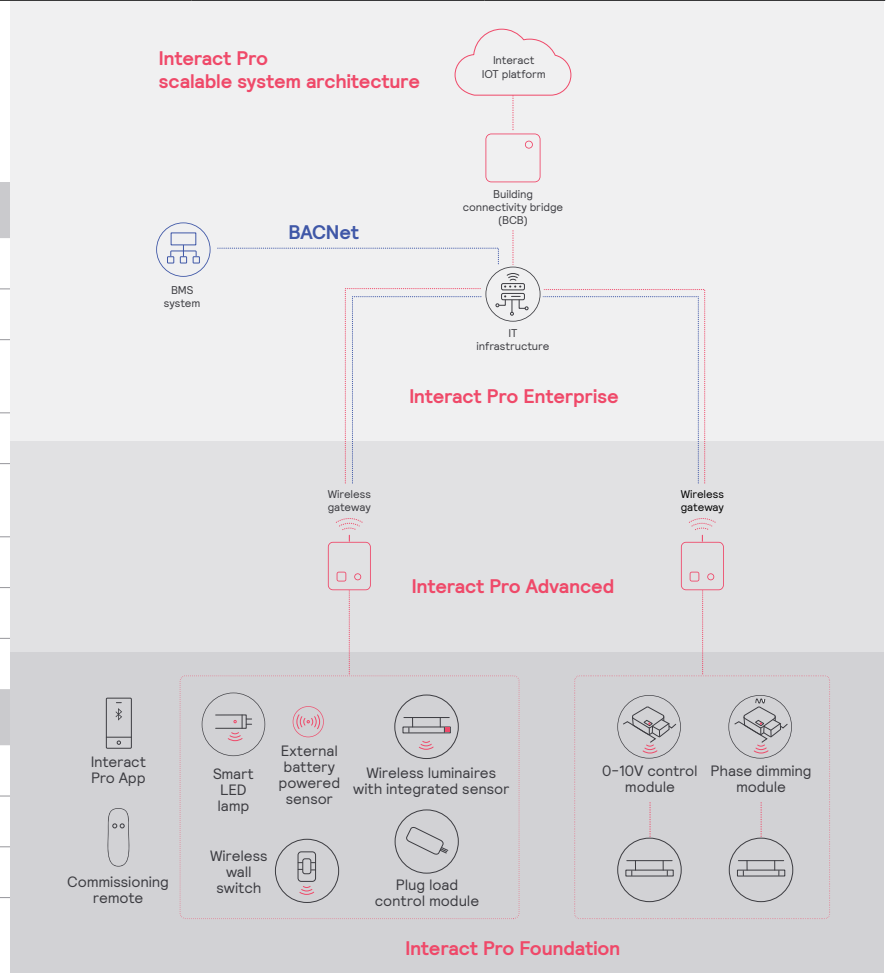 Interact Pro
scalable system architecture
Interact
IOT platform
Building
connectivity bridge
(BCB)
BACNet
BMS
system
IT
infrastructure
Interact Pro Enterprise
Wireless
gateway
Wireless
gateway
Interact Pro Advanced
Interact
Pro App
Smart
LED
lamp
External
battery
powered
sensor
Wireless luminaires
with integrated sensor
0-10V control
module
Phase dimming
module
Commissioning
remote
Wireless
wall
switch
Plug load
control module
Interact Pro Foundation